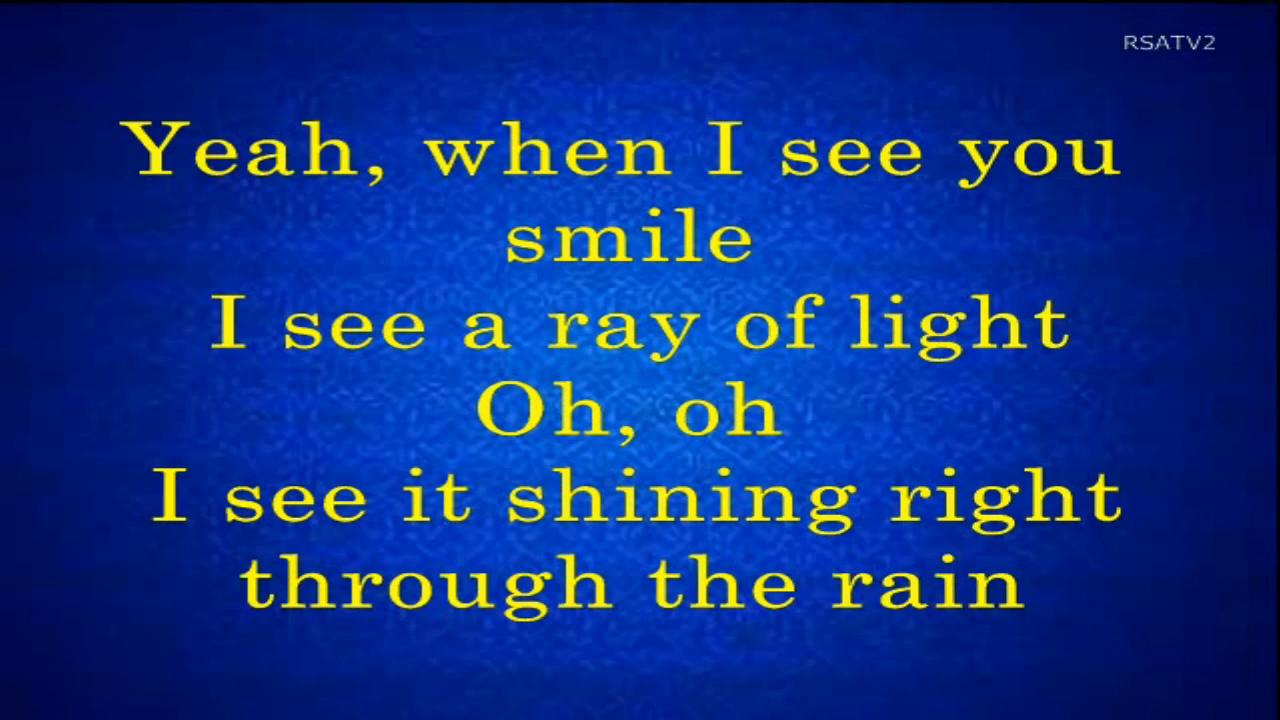 RSATV2
Yeah, when I see you
smile
I see a ray of light
Oh, oh
I see it shining right
through the rain